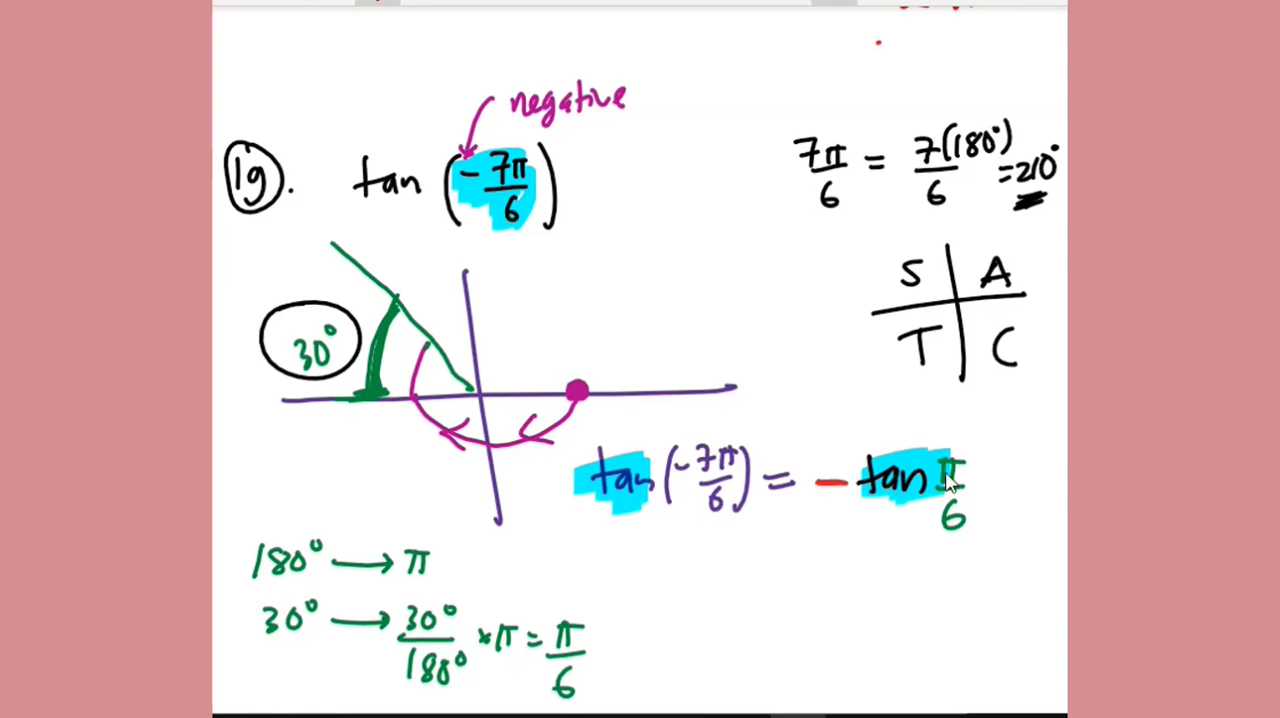 negative
1g. tan (-7π/6)
7π/6 = 7(180°)/6 = 210°
S A
T C
30°
tan (-7π/6) = - tan π/6
180° → π
30° → 30°/180° * π = π/6